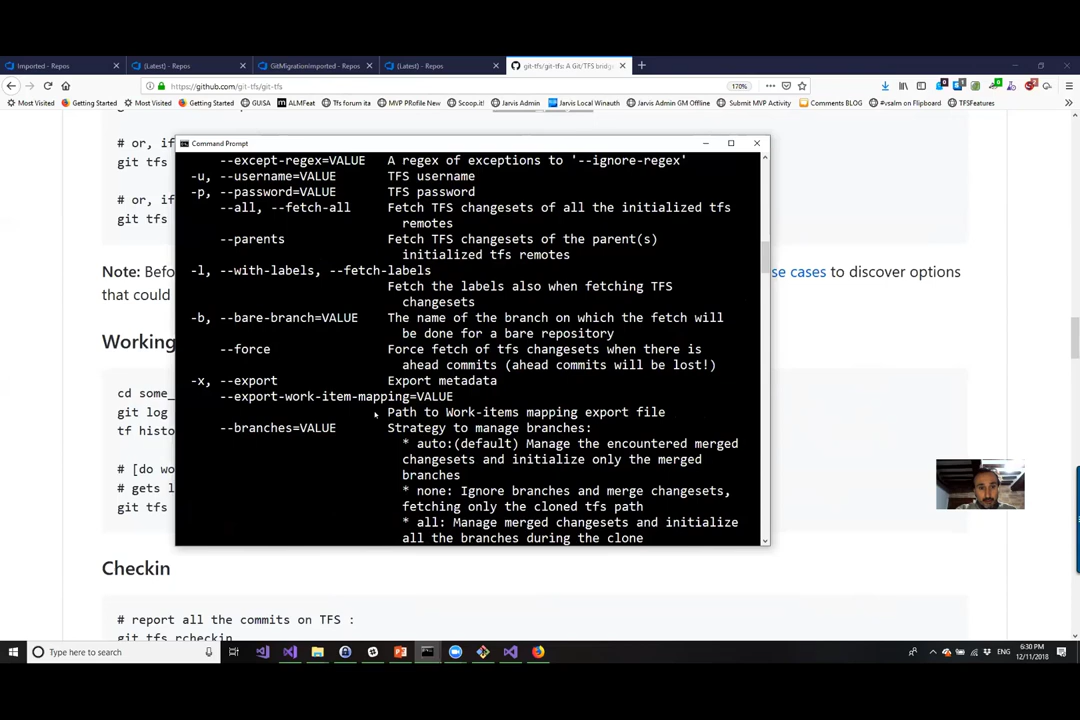 Imported - Repos
(Latest) - Repos
GitMigrationImported - Repos
(Latest) - Repos
git-tfs/git-tfs: A Git/TFS bridge
https://github.com/git-tfs/git-tfs
170%
Most Visited
Getting Started
Most Visited
Getting Started
GUISA
ALMFeat
TFS forum ita
MVP Profile New
Scoop.it!
Jarvis Admin
Jarvis Local Winauth
Jarvis Admin GM Offline
Submit MVP Activity
Comments BLOG
#vsalm on Flipboard
TFSFeatures
# or, if
git tfs
# or, if
git tfs
Note: Befo
se cases to discover options
that could
Working
cd some_
git log
tf histo
# [do wo
# gets l
git tfs
Command Prompt
--except-regex=VALUE A regex of exceptions to '--ignore-regex'
-u, --username=VALUE TFS username
-p, --password=VALUE TFS password
--all, --fetch-all Fetch TFS changesets of all the initialized tfs
remotes
--parents Fetch TFS changesets of the parent(s)
initialized tfs remotes
-l, --with-labels, --fetch-labels
Fetch the labels also when fetching TFS
changesets
-b, --bare-branch=VALUE The name of the branch on which the fetch will
be done for a bare repository
--force Force fetch of tfs changesets when there is
ahead commits (ahead commits will be lost!)
-x, --export Export metadata
--export-work-item-mapping=VALUE
Path to Work-items mapping export file
--branches=VALUE Strategy to manage branches:
* auto:(default) Manage the encountered merged
changesets and initialize only the merged
branches
* none: Ignore branches and merge changesets,
fetching only the cloned tfs path
* all: Manage merged changesets and initialize
all the branches during the clone
Checkin
# report all the commits on TFS :
git tfs rcheckin
Type here to search
ENG
6:30 PM
12/11/2018